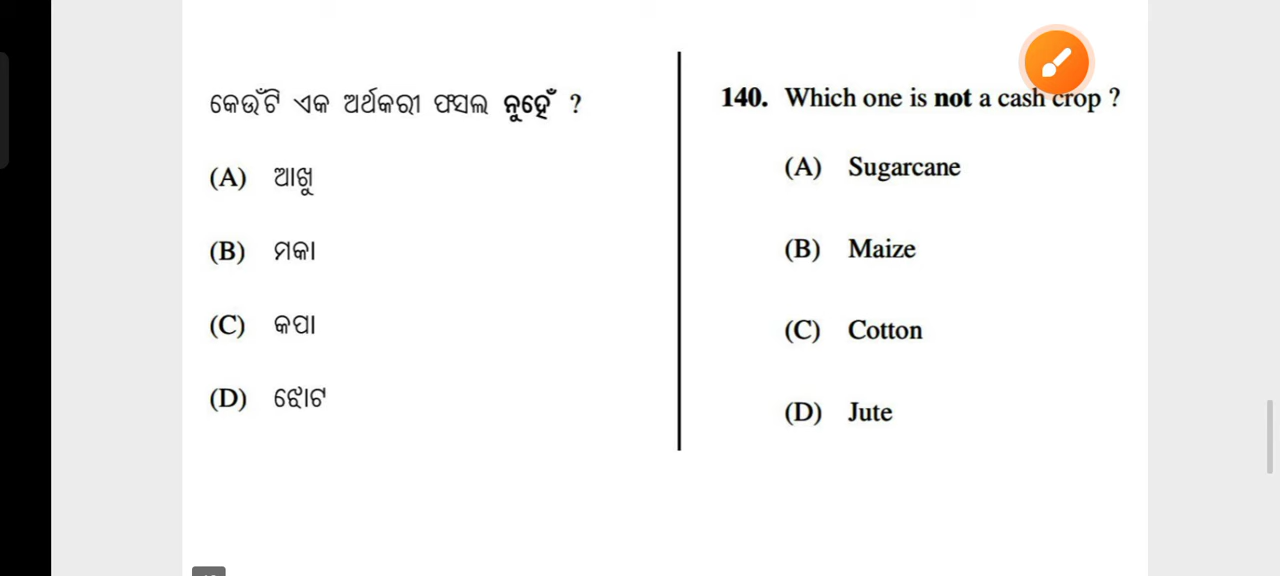 କେଉଁଟି ଏକ ଅର୍ଥକରୀ ଫସଲ ନୁହେଁ ?
(A) ଆଖୁ
(B) ମକା
(C) କପା
(D) ଝୋଟ
140. Which one is not a cash crop ?
(A) Sugarcane
(B) Maize
(C) Cotton
(D) Jute